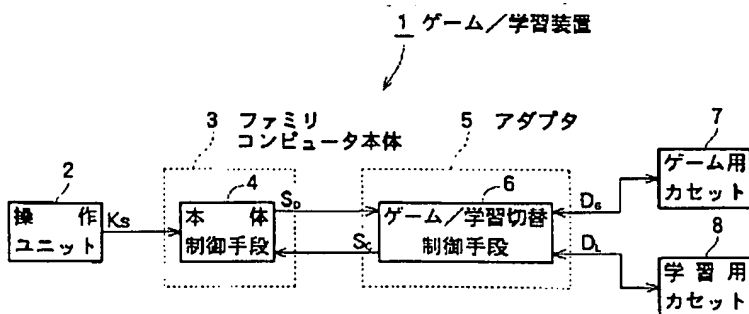 1 ゲーム／学習装置
3 ファミリ
コンピュータ本体
5 アダプタ
7
ゲーム用
カセット
2
操作
ユニット
Ks
4
本体
制御手段
SD
SC
6
ゲーム／学習切替
制御手段
DG
DL
8
学習用
カセット